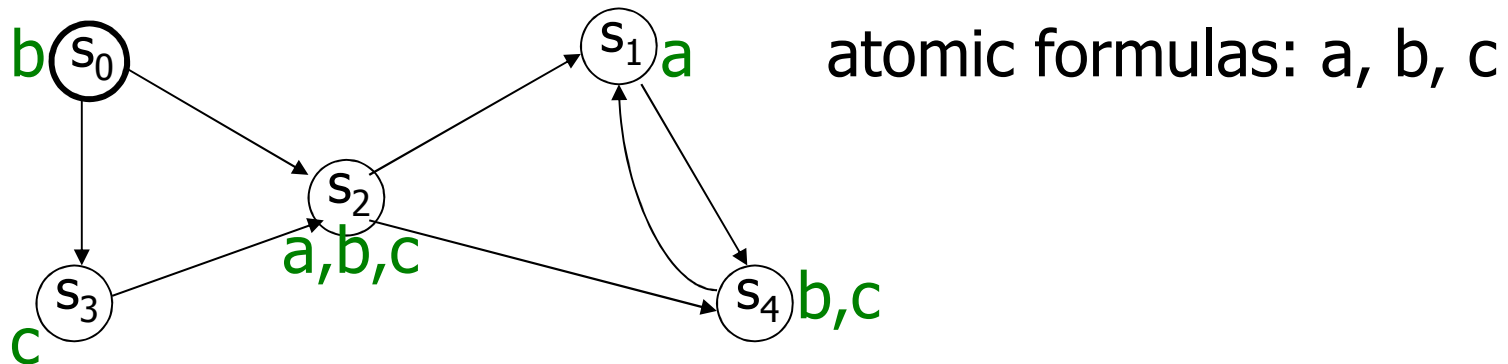 b s₀ s₁ a atomic formulas: a, b, c
s₂
a,b,c
s₃ s₄ b,c
c